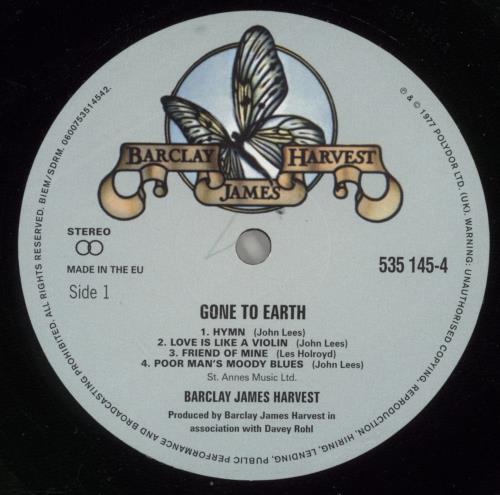 BARCLAY
JAMES
HARVEST
STEREO
MADE IN THE EU
Side 1
535 145-4
GONE TO EARTH
1. HYMN (John Lees)
2. LOVE IS LIKE A VIOLIN (John Lees)
3. FRIEND OF MINE (Les Holroyd)
4. POOR MAN'S MOODY BLUES (John Lees)
St. Annes Music Ltd.
BARCLAY JAMES HARVEST
Produced by Barclay James Harvest in
association with Davey Rohl
℗ & © 1977 POLYDOR LTD. (UK). WARNING: UNAUTHORISED COPYING, REPRODUCTION, HIRING, LENDING, PUBLIC PERFORMANCE AND BROADCASTING PROHIBITED. ALL RIGHTS RESERVED. BIEM/SDRM. 0600753514542.